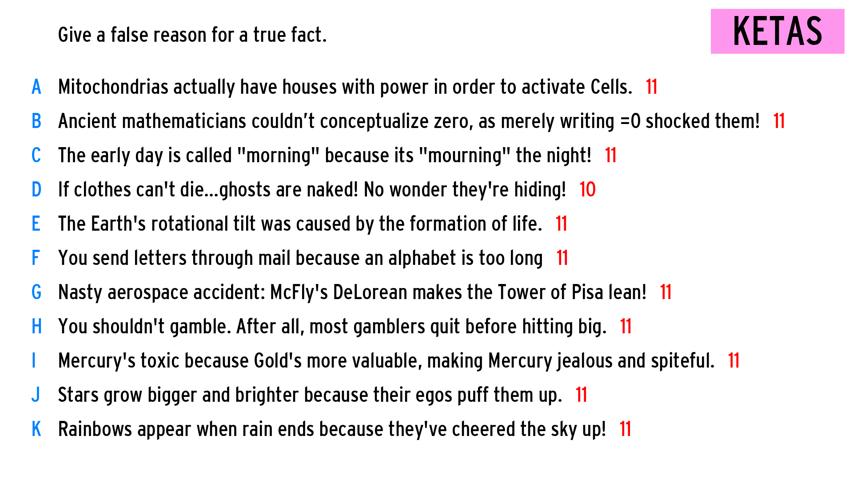 Give a false reason for a true fact.
KETAS
A Mitochondrias actually have houses with power in order to activate Cells. 11
B Ancient mathematicians couldn't conceptualize zero, as merely writing =0 shocked them! 11
C The early day is called "morning" because its "mourning" the night! 11
D If clothes can't die...ghosts are naked! No wonder they're hiding! 10
E The Earth's rotational tilt was caused by the formation of life. 11
F You send letters through mail because an alphabet is too long 11
G Nasty aerospace accident: McFly's DeLorean makes the Tower of Pisa lean! 11
H You shouldn't gamble. After all, most gamblers quit before hitting big. 11
I Mercury's toxic because Gold's more valuable, making Mercury jealous and spiteful. 11
J Stars grow bigger and brighter because their egos puff them up. 11
K Rainbows appear when rain ends because they've cheered the sky up! 11